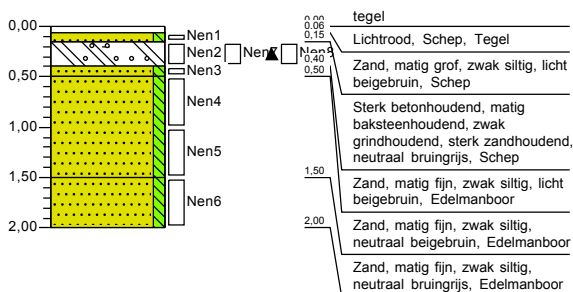 0,00
0,50
1,00
1,50
2,00
Nen1
Nen2
Nen3
Nen4
Nen5
Nen6
0,00
0,06
0,15
0,40
0,50
1,50
2,00
tegel
Lichtrood, Schep, Tegel
Zand, matig grof, zwak siltig, licht
beigebruin, Schep
Sterk betonhoudend, matig
baksteenhoudend, zwak
grindhoudend, sterk zandhoudend,
neutraal bruingrijs, Schep
Zand, matig fijn, zwak siltig, licht
beigebruin, Edelmanboor
Zand, matig fijn, zwak siltig,
neutraal beigebruin, Edelmanboor
Zand, matig fijn, zwak siltig,
neutraal bruingrijs, Edelmanboor